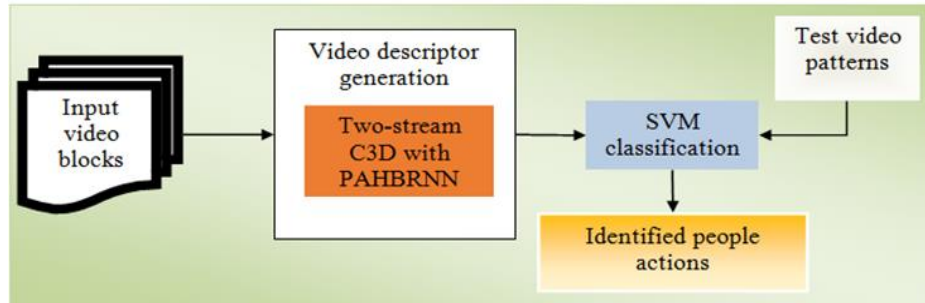 Input
video
blocks
Video descriptor
generation
Two-stream
C3D with
PAHBRNN
SVM
classification
Test video
patterns
Identified people
actions